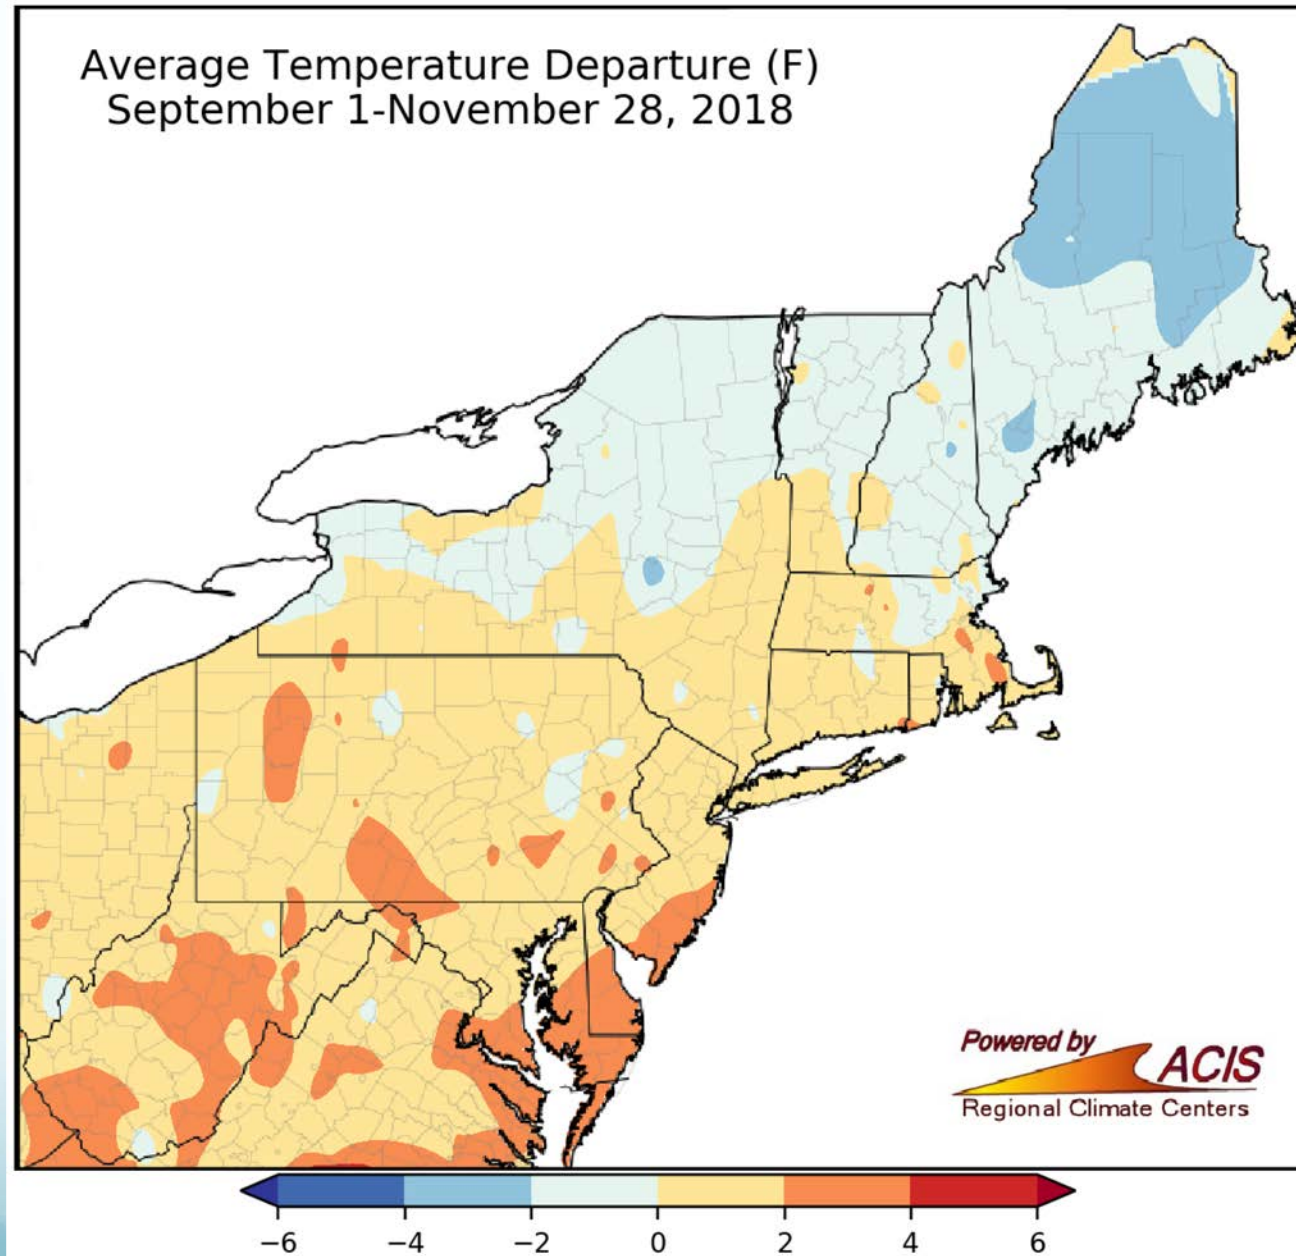 Average Temperature Departure (F)
September 1-November 28, 2018
Powered by
ACIS
Regional Climate Centers
−6 −4 −2 0 2 4 6